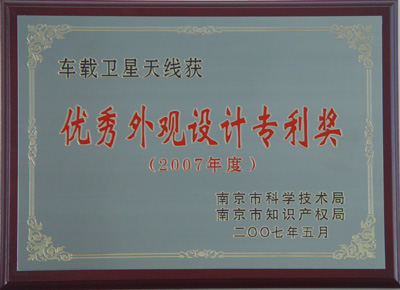 车载卫星天线获
优秀外观设计专利奖
(2007年度)
南京市科学技术局
南京市知识产权局
二〇〇七年五月